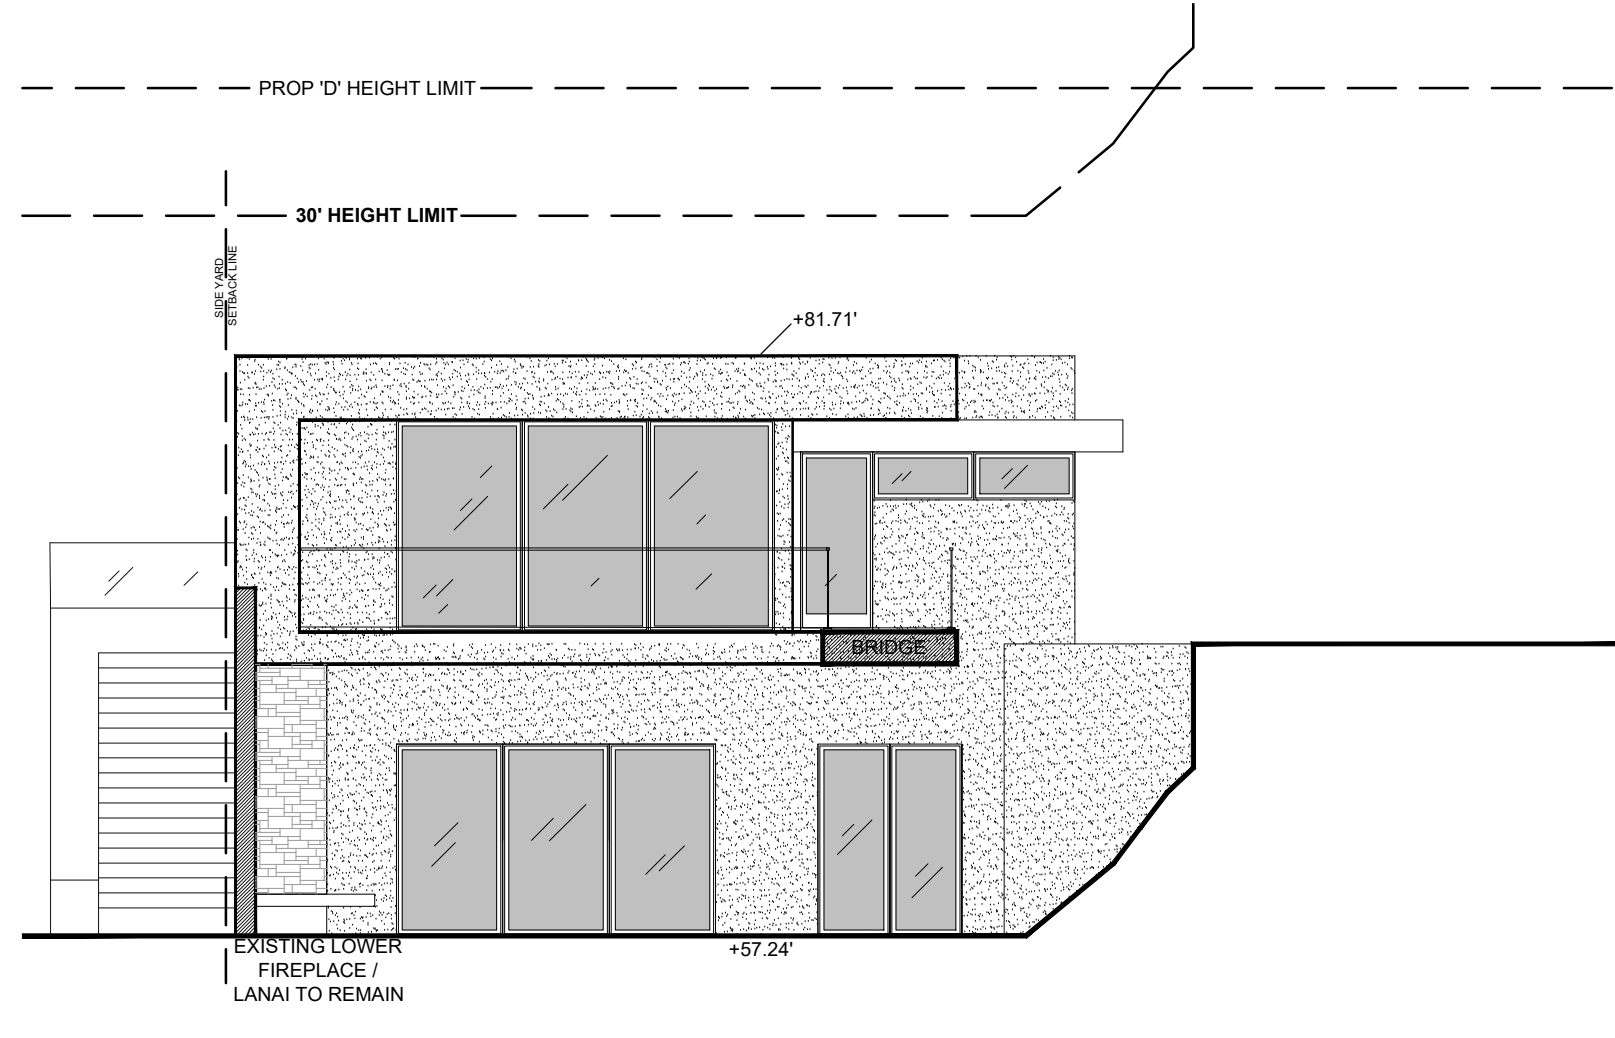 PROP 'D' HEIGHT LIMIT
30' HEIGHT LIMIT
SIDE YARD
SETBACK LINE
+81.71'
BRIDGE
EXISTING LOWER
FIREPLACE /
LANAI TO REMAIN
+57.24'